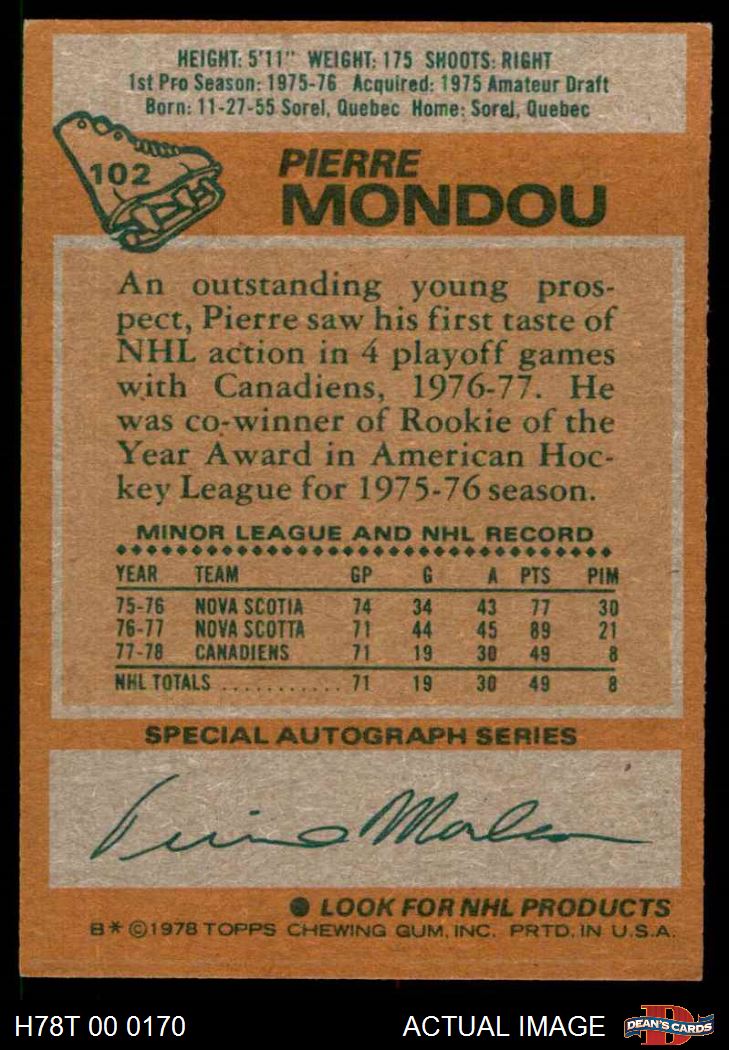 HEIGHT: 5'11" WEIGHT: 175 SHOOTS: RIGHT
1st Pro Season: 1975-76 Acquired: 1975 Amateur Draft
Born: 11-27-55 Sorel, Quebec Home: Sorel, Quebec
102
PIERRE
MONDOU
An outstanding young pros-
pect, Pierre saw his first taste of
NHL action in 4 playoff games
with Canadiens, 1976-77. He
was co-winner of Rookie of the
Year Award in American Hoc-
key League for 1975-76 season.
MINOR LEAGUE AND NHL RECORD
YEAR TEAM GP G A PTS PIM
75-76 NOVA SCOTIA 74 34 43 77 30
76-77 NOVA SCOTTA 71 44 45 89 21
77-78 CANADIENS 71 19 30 49 8
NHL TOTALS ........... 71 19 30 49 8
SPECIAL AUTOGRAPH SERIES
Pierre Mondou
● LOOK FOR NHL PRODUCTS
B* ©1978 TOPPS CHEWING GUM, INC. PRTD. IN U.S.A.
H78T 00 0170 ACTUAL IMAGE
DEAN'S CARDS